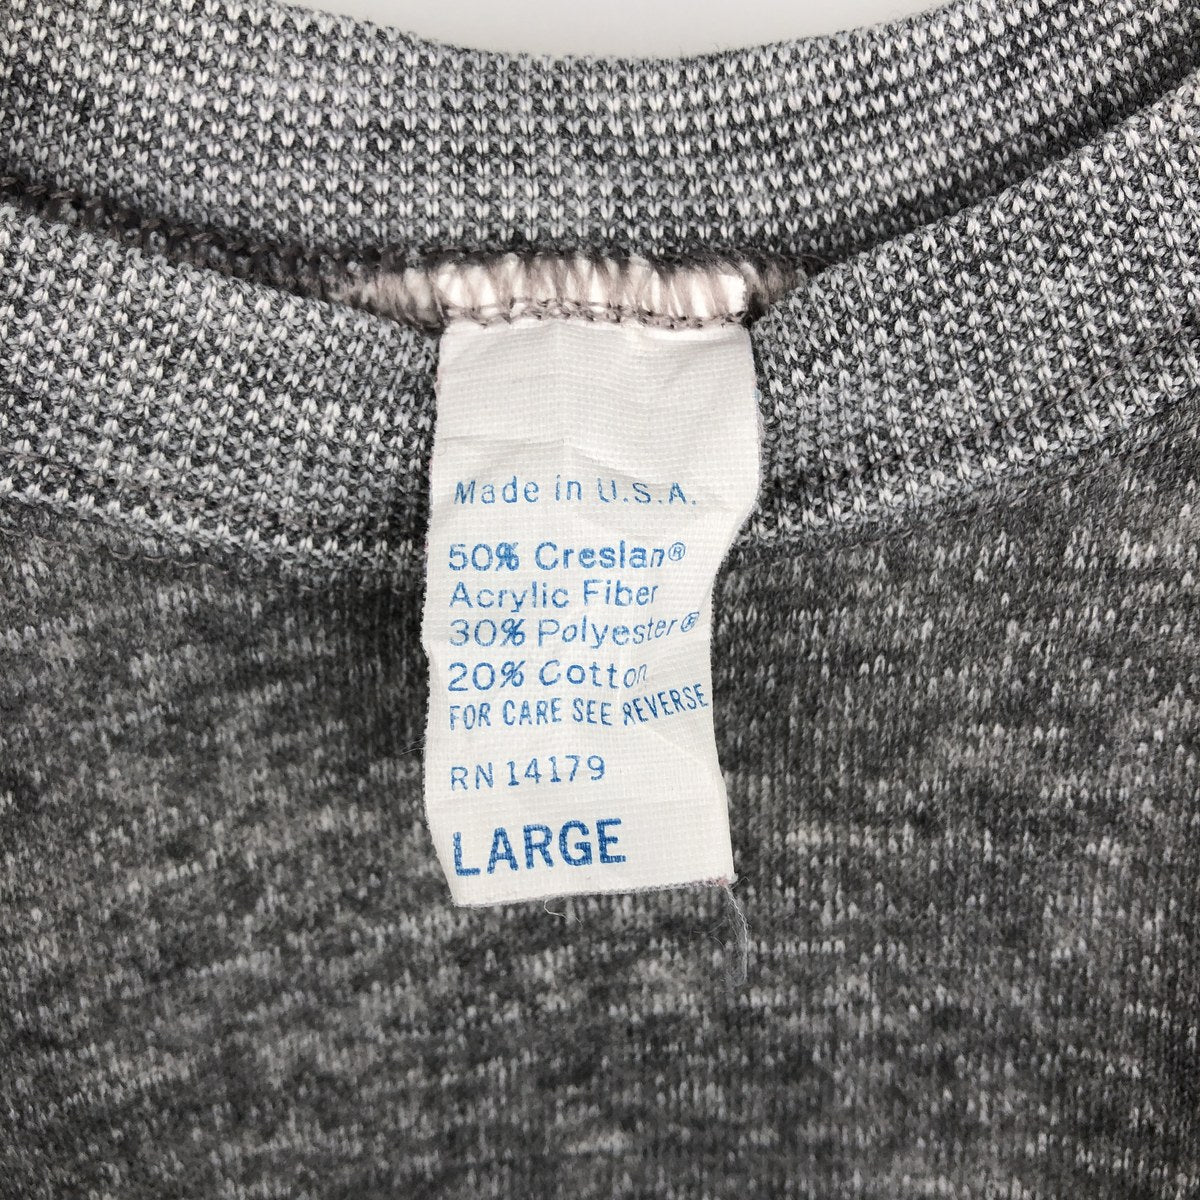 Made in U.S.A.
50% Creslan®
Acrylic Fiber
30% Polyester®
20% Cotton
FOR CARE SEE REVERSE
RN 14179
LARGE